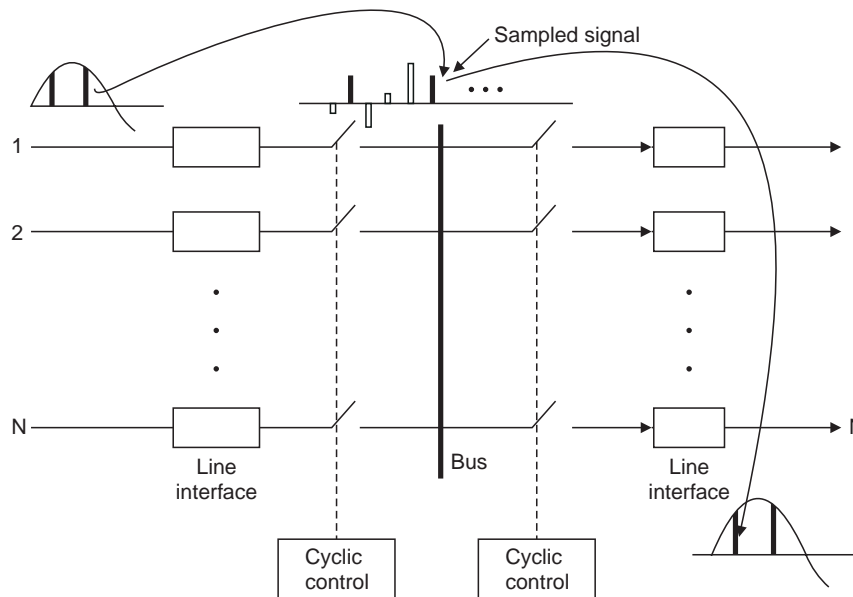 Sampled signal
1
2
N
N
Line
interface
Bus
Line
interface
Cyclic
control
Cyclic
control